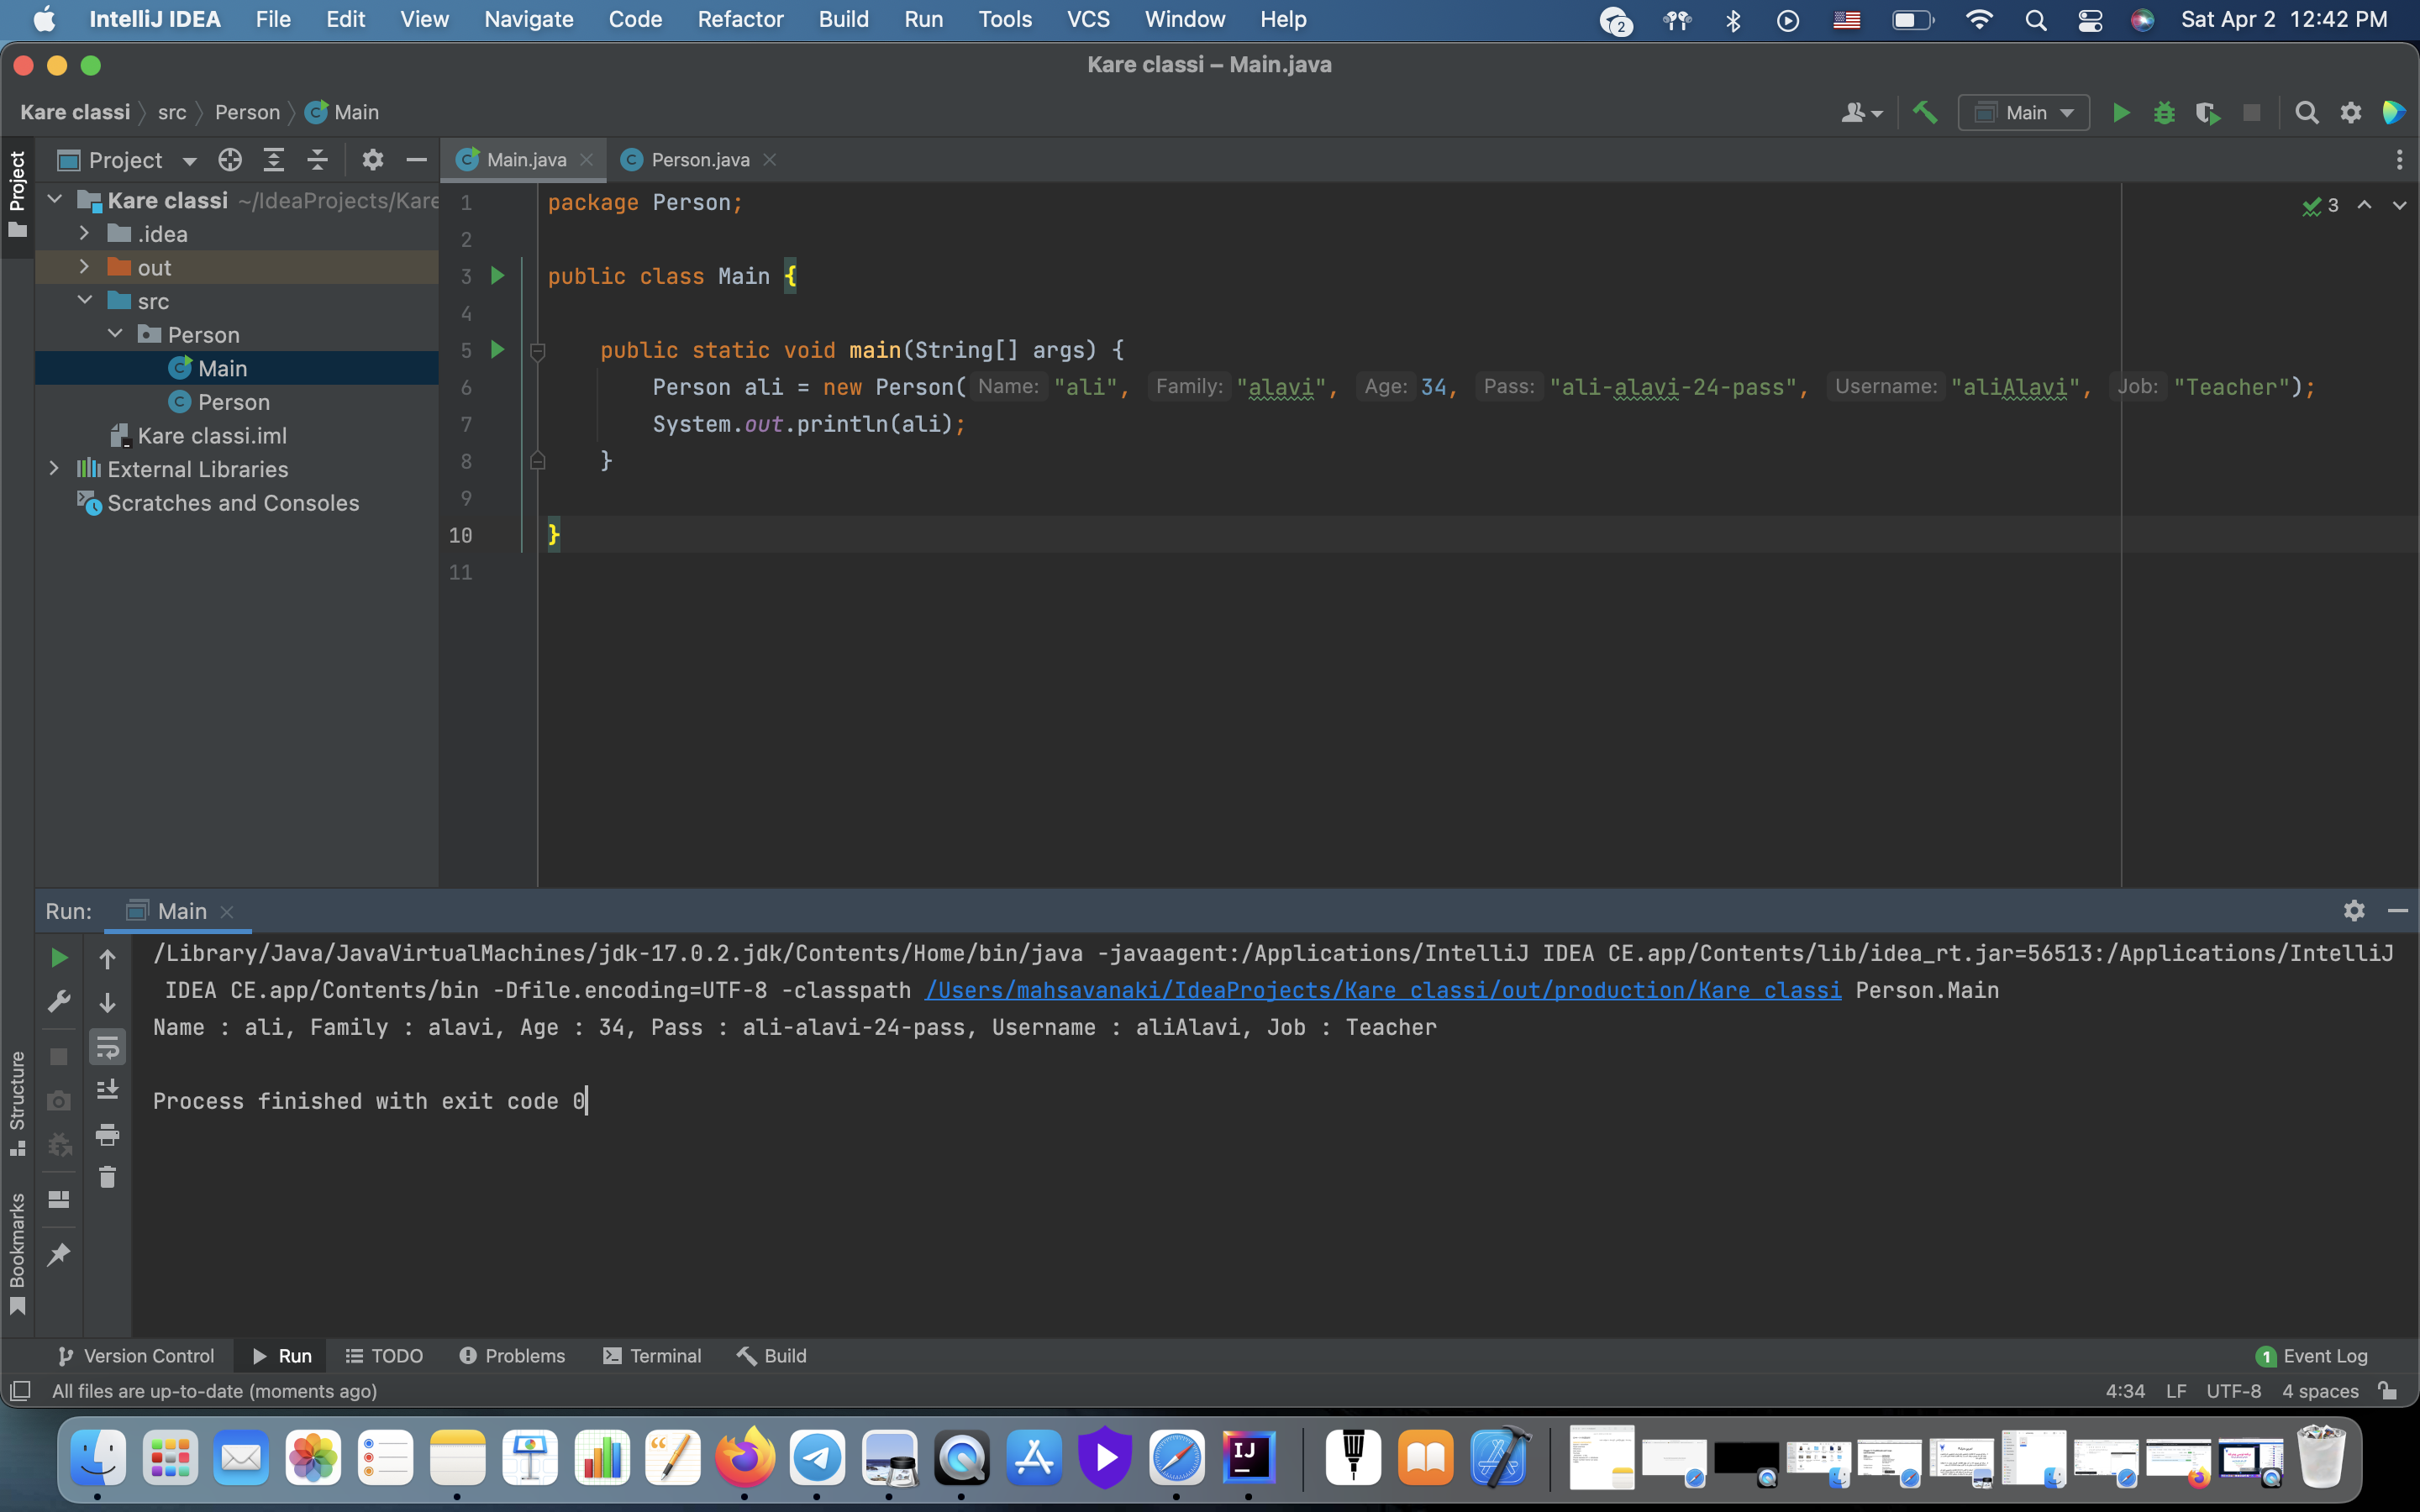 IntelliJ IDEA File Edit View Navigate Code Refactor Build Run Tools VCS Window Help 2 Sat Apr 2 12:42 PM
Kare classi – Main.java
Kare classi src Person Main Main
Project
Project
Main.java Person.java
Kare classi ~/IdeaProjects/Kare
.idea
out
src
Person
Main
Person
Kare classi.iml
External Libraries
Scratches and Consoles
1 package Person;
2
3 public class Main {
4
5 public static void main(String[] args) {
6 Person ali = new Person( Name: "ali", Family: "alavi", Age: 34, Pass: "ali-alavi-24-pass", Username: "aliAlavi", Job: "Teacher");
7 System.out.println(ali);
8 }
9
10 }
11
3
Run: Main
/Library/Java/JavaVirtualMachines/jdk-17.0.2.jdk/Contents/Home/bin/java -javaagent:/Applications/IntelliJ IDEA CE.app/Contents/lib/idea_rt.jar=56513:/Applications/IntelliJ
IDEA CE.app/Contents/bin -Dfile.encoding=UTF-8 -classpath /Users/mahsavanaki/IdeaProjects/Kare classi/out/production/Kare classi Person.Main
Name : ali, Family : alavi, Age : 34, Pass : ali-alavi-24-pass, Username : aliAlavi, Job : Teacher
Process finished with exit code 0
Structure
Bookmarks
Version Control Run TODO Problems Terminal Build 1 Event Log
All files are up-to-date (moments ago) 4:34 LF UTF-8 4 spaces
IJ